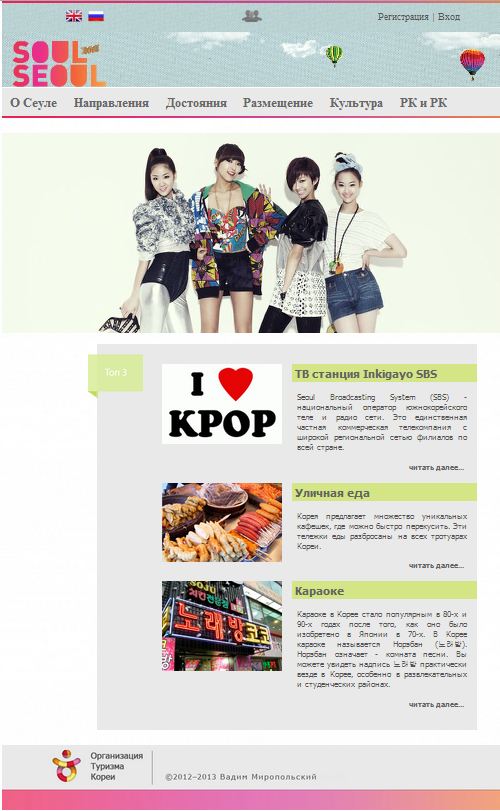 Регистрация | Вход
SOUL
SEOUL
О Сеуле Направления Достояния Размещение Культура РК и РК
Топ 3
I ♥
KPOP
ТВ станция Inkigayo SBS
Seoul Broadcasting System (SBS) -
национальный оператор южнокорейского
теле и радио сети. Это единственная
частная коммерческая телекомпания с
широкой региональной сетью филиалов по
всей стране.
читать далее...
Уличная еда
Корея предлагает множество уникальных
кафешек, где можно быстро перекусить. Эти
тележки еды разбросаны на всех тротуарах
Кореи.
читать далее...
SOJU
노래방
Караоке
Караоке в Корее стало популярным в 80-х и
90-х годах после того, как оно было
изобретено в Японии в 70-х. В Корее
караоке называется Норэбан (노래방).
Норэбан означает - комната песни. Вы
можете увидеть надпись 노래방 практически
везде в Корее, особенно в развлекательных
и студенческих районах.
читать далее...
Организация
Туризма
Кореи
©2012–2013 Вадим Миропольский